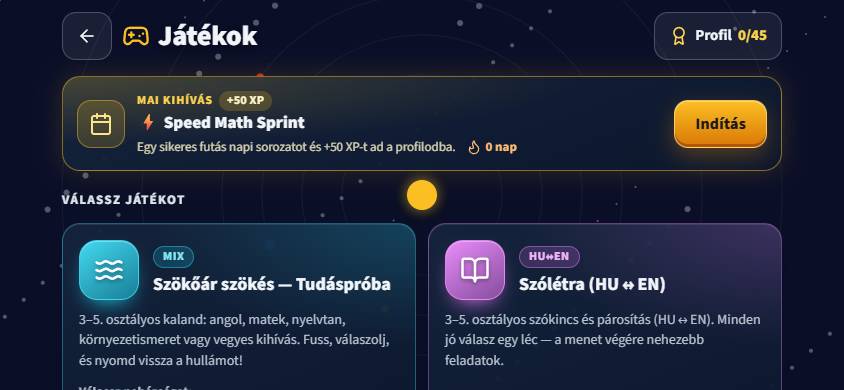 Játékok
Profil 0/45
MAI KIHÍVÁS +50 XP
Speed Math Sprint
Egy sikeres futás napi sorozatot és +50 XP-t ad a profilodba. 0 nap
Indítás
VÁLASSZ JÁTÉKOT
MIX
Szökőár szökés — Tudáspróba
3–5. osztályos kaland: angol, matek, nyelvtan,
környezetismeret vagy vegyes kihívás. Fuss, válaszolj,
és nyomd vissza a hullámot!
HU↔EN
Szólétra (HU ↔ EN)
3–5. osztályos szókincs és párosítás (HU ↔ EN). Minden
jó válasz egy léc — a menet végére nehezebb
feladatok.